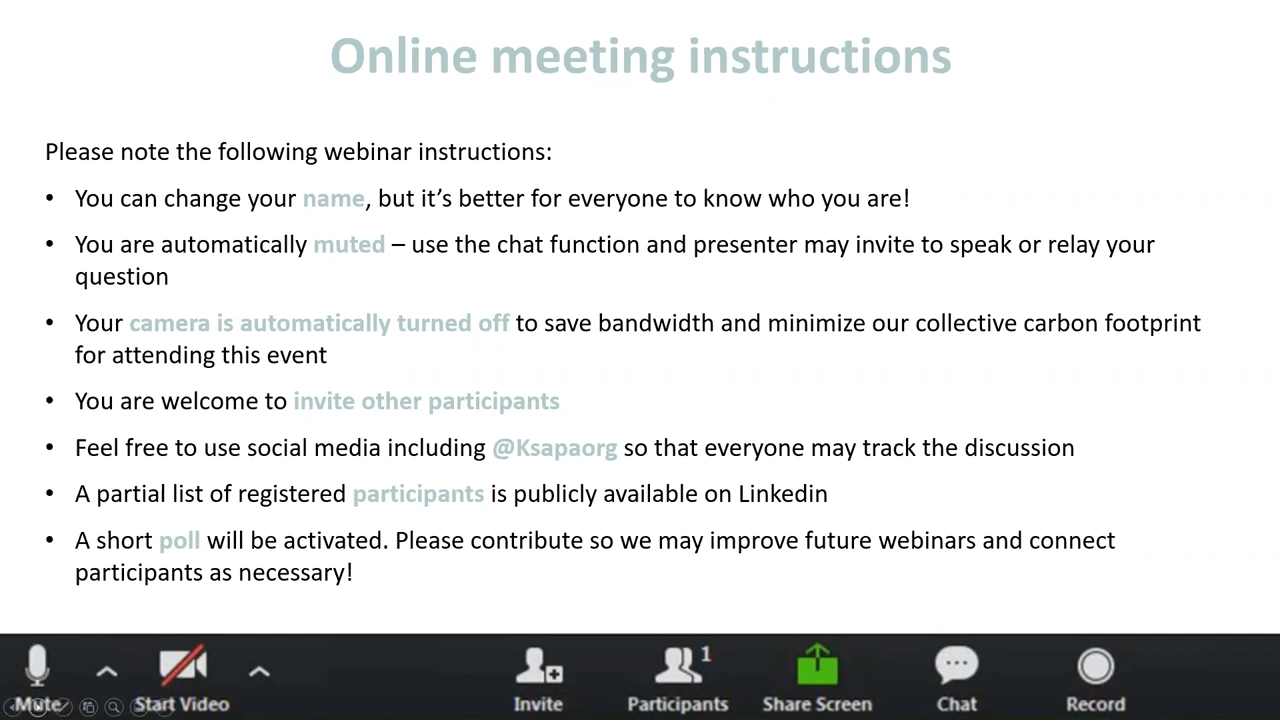 Online meeting instructions
Please note the following webinar instructions:
• You can change your name, but it’s better for everyone to know who you are!
• You are automatically muted – use the chat function and presenter may invite to speak or relay your
question
• Your camera is automatically turned off to save bandwidth and minimize our collective carbon footprint
for attending this event
• You are welcome to invite other participants
• Feel free to use social media including @Ksapaorg so that everyone may track the discussion
• A partial list of registered participants is publicly available on Linkedin
• A short poll will be activated. Please contribute so we may improve future webinars and connect
participants as necessary!
1
Mute Start Video Invite Participants Share Screen Chat Record